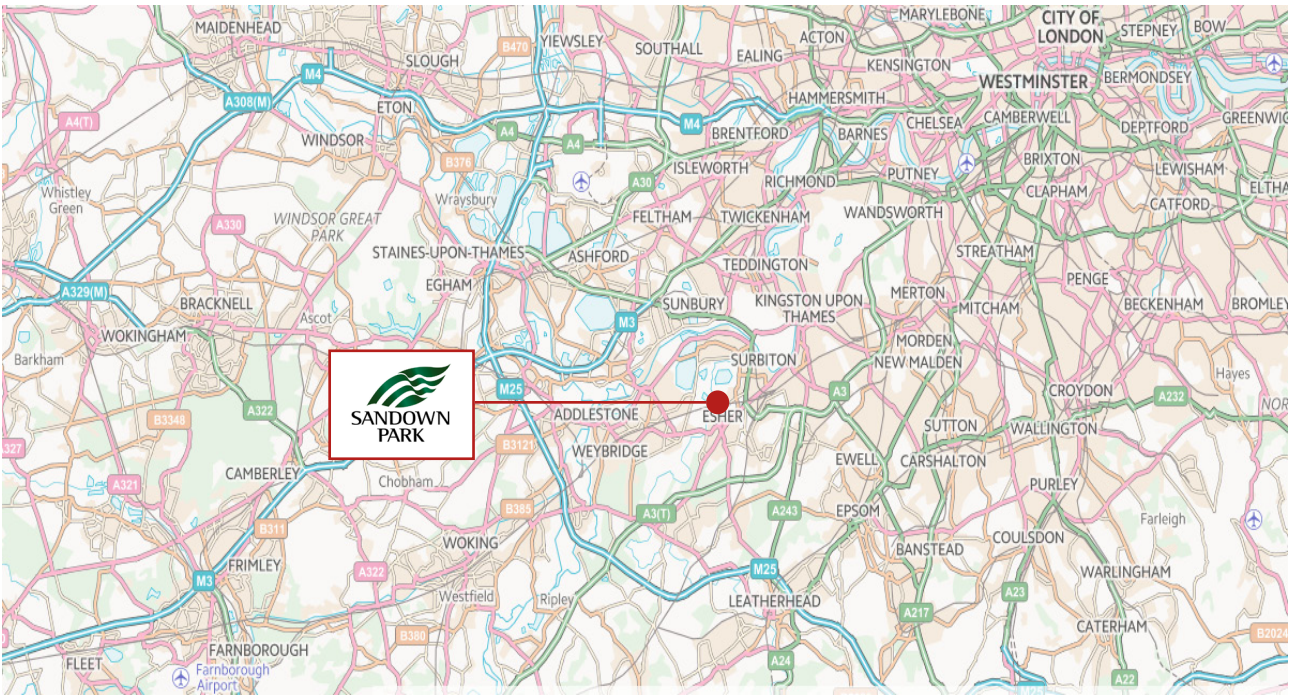 MARYLEBONE
CITY OF
LONDON
STEPNEY
BOW
MAIDENHEAD
YIEWSLEY
ACTON
B470
SOUTHALL
EALING
SLOUGH
KENSINGTON
M4
WESTMINSTER
BERMONDSEY
A308(M)
ETON
HAMMERSMITH
A4(T)
M4
CHELSEA
CAMBERWELL
GREENWIC
A4
BRENTFORD
BARNES
DEPTFORD
WINDSOR
A4
B376
ISLEWORTH
BRIXTON
LEWISHAM
A30
RICHMOND
PUTNEY
CLAPHAM
ELTHA
Whistley
Green
Wraysbury
CATFORD
WINDSOR GREAT
PARK
FELTHAM
TWICKENHAM
WANDSWORTH
A330
STAINES-UPON-THAMES
ASHFORD
STREATHAM
TEDDINGTON
PENGE
EGHAM
A329(M)
MERTON
BRACKNELL
SUNBURY
KINGSTON UPON
THAMES
MITCHAM
BECKENHAM
BROMLEY
Ascot
M3
WOKINGHAM
MORDEN
Barkham
SURBITON
NEW MALDEN
Hayes
M25
A3
CROYDON
A232
SANDOWN
PARK
A322
ADDLESTONE
ESHER
NOR
B3348
SUTTON
WALLINGTON
327
B3121
WEYBRIDGE
EWELL
CARSHALTON
CAMBERLEY
Chobham
A321
PURLEY
B385
A3(T)
A243
EPSOM
Farleigh
B311
WOKING
COULSDON
BANSTEAD
FRIMLEY
A322
M25
WARLINGHAM
M3
Westfield
Ripley
LEATHERHEAD
A23
A217
CATERHAM
B380
B2024
FARNBOROUGH
FLEET
A24
Farnborough
Airport
A22
M25